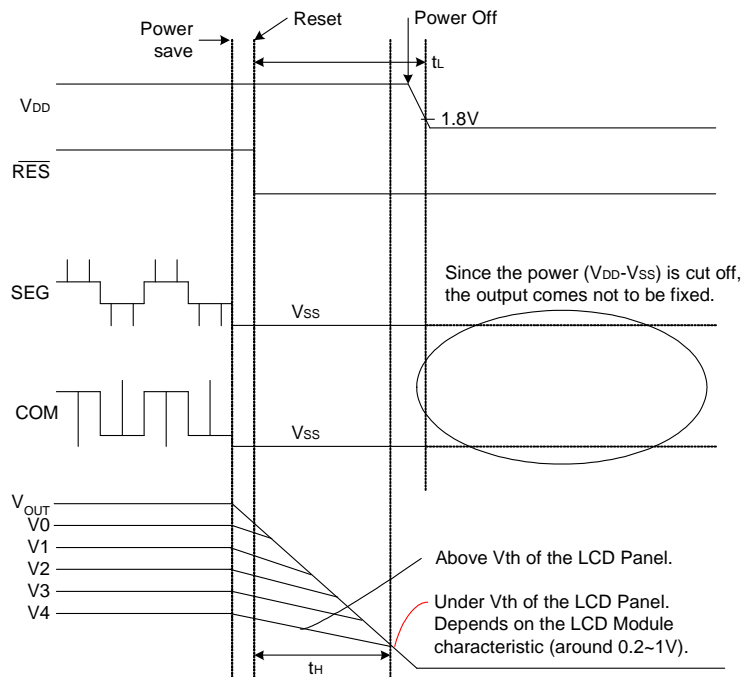 Power save
Reset
Power Off
tL
VDD
1.8V
RES
SEG
Since the power (VDD-VSS) is cut off,
the output comes not to be fixed.
VSS
COM
VSS
VOUT
V0
V1
V2
V3
V4
Above Vth of the LCD Panel.
Under Vth of the LCD Panel.
Depends on the LCD Module
characteristic (around 0.2~1V).
tH